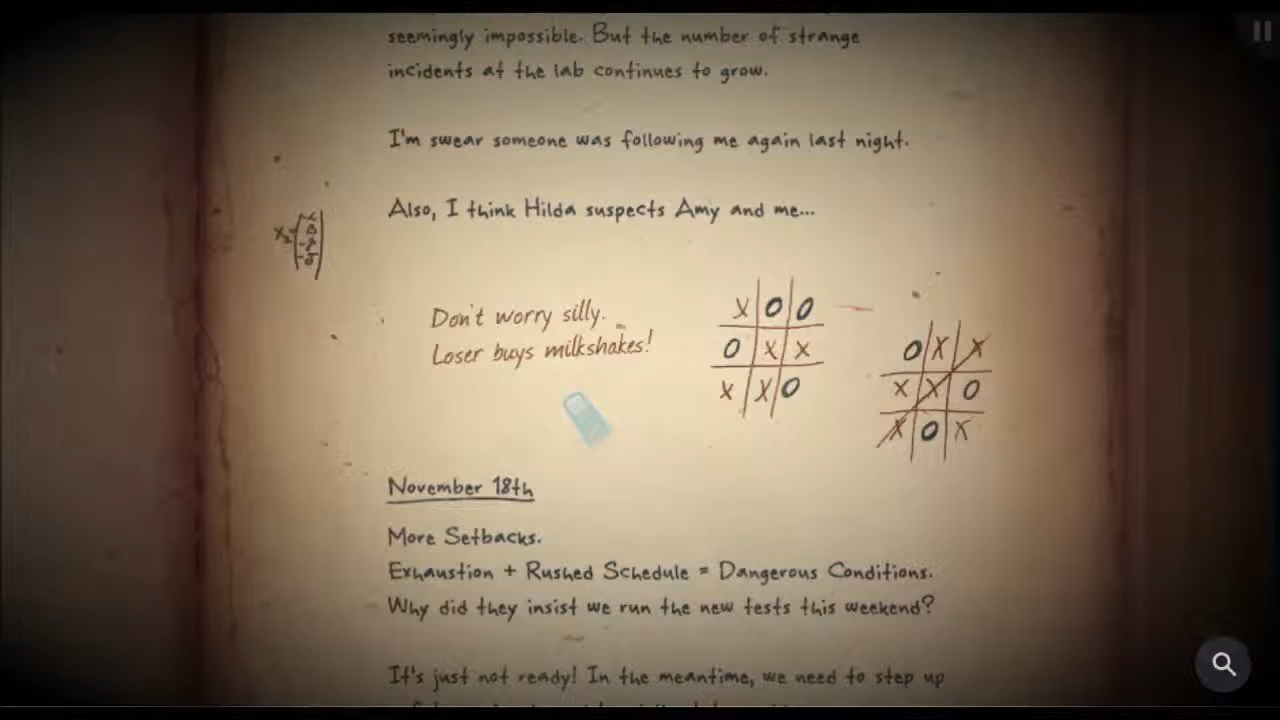 seemingly impossible. But the number of strange
incidents at the lab continues to grow.
I'm swear someone was following me again last night.
Also, I think Hilda suspects Amy and me...
Don't worry silly.
Loser buys milkshakes!
X O O
O X X
X X O
O X X
X X O
X O X
November 18th
More Setbacks.
Exhaustion + Rushed Schedule = Dangerous Conditions.
Why did they insist we run the new tests this weekend?
It's just not ready! In the meantime, we need to step up